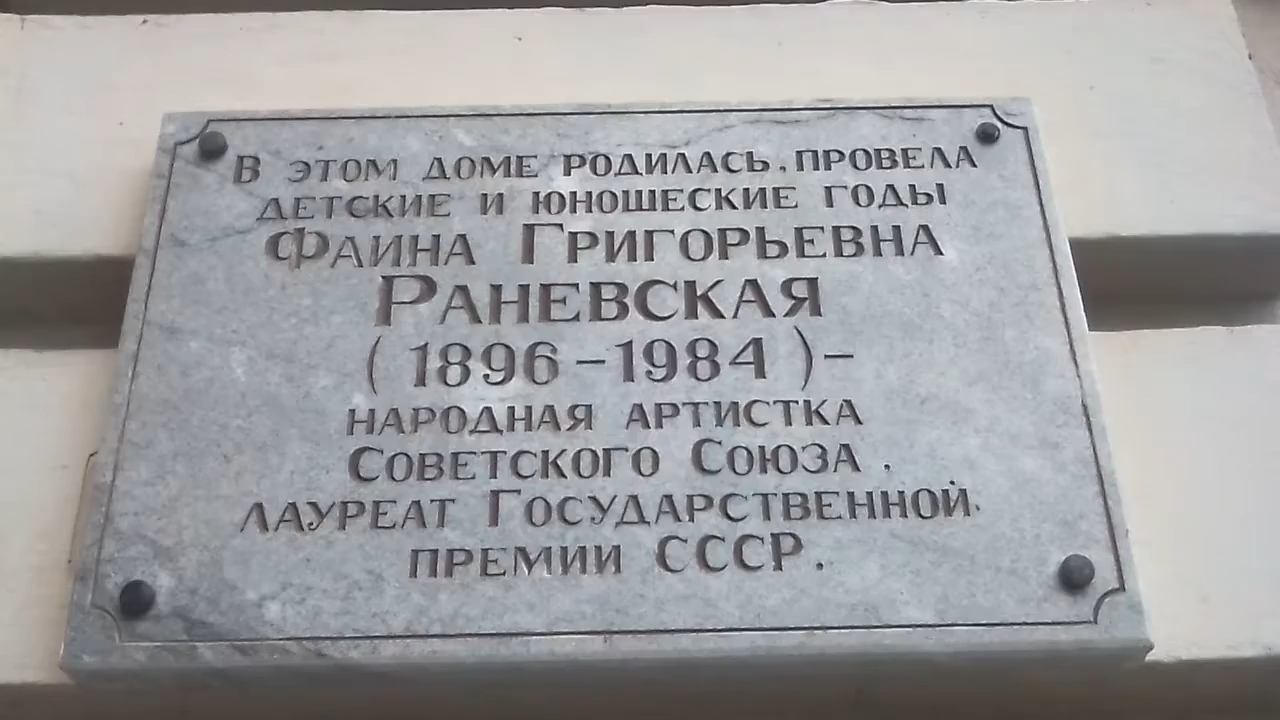 В ЭТОМ ДОМЕ РОДИЛАСЬ, ПРОВЕЛА
ДЕТСКИЕ И ЮНОШЕСКИЕ ГОДЫ
ФАИНА ГРИГОРЬЕВНА
РАНЕВСКАЯ
(1896-1984)-
НАРОДНАЯ АРТИСТКА
СОВЕТСКОГО СОЮЗА,
ЛАУРЕАТ ГОСУДАРСТВЕННОЙ
ПРЕМИИ СССР.